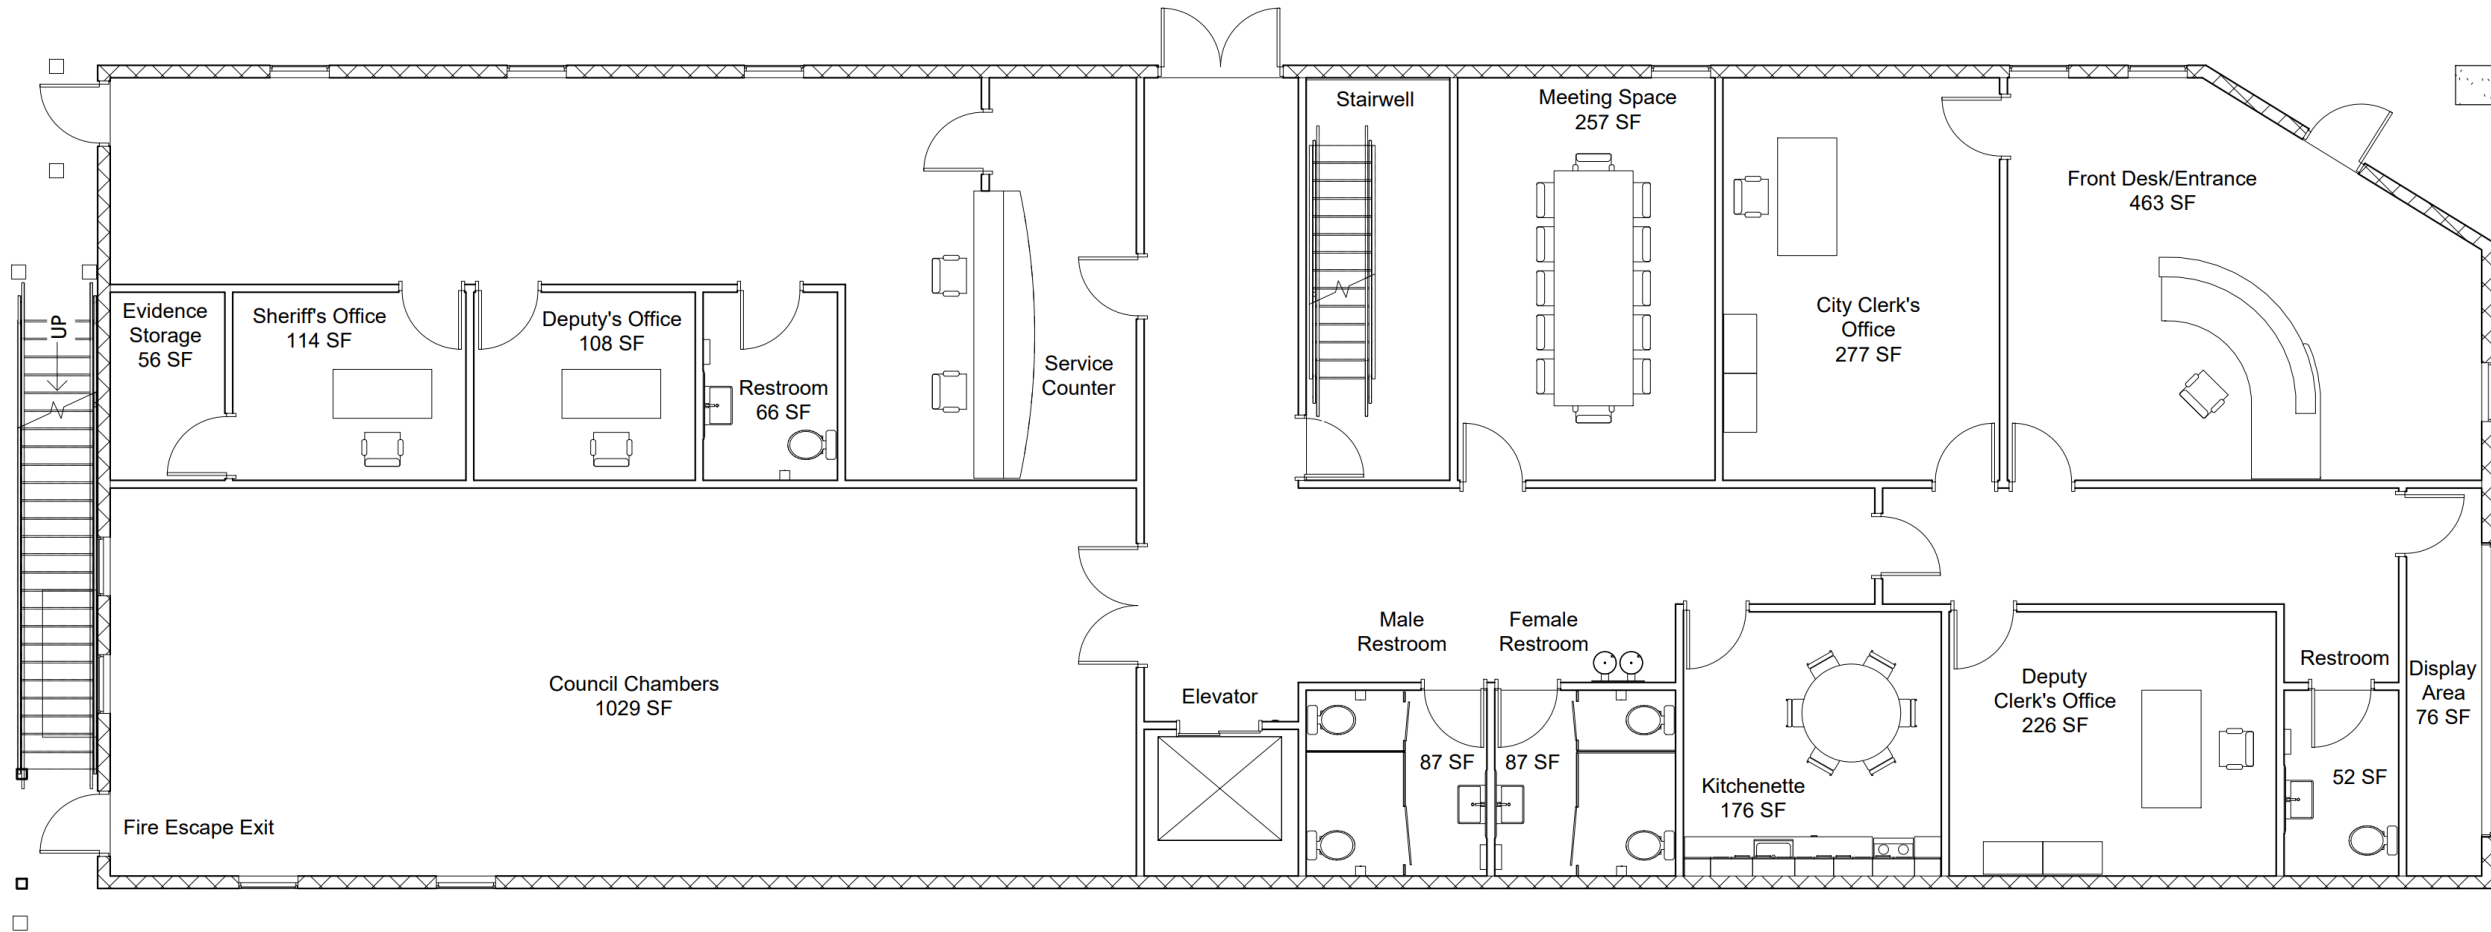 Stairwell
Meeting Space
257 SF
Front Desk/Entrance
463 SF
City Clerk's
Office
277 SF
UP
Evidence
Storage
56 SF
Sheriff's Office
114 SF
Deputy's Office
108 SF
Restroom
66 SF
Service
Counter
Council Chambers
1029 SF
Fire Escape Exit
Elevator
Male
Restroom
87 SF
Female
Restroom
87 SF
Kitchenette
176 SF
Deputy
Clerk's Office
226 SF
Restroom
52 SF
Display
Area
76 SF